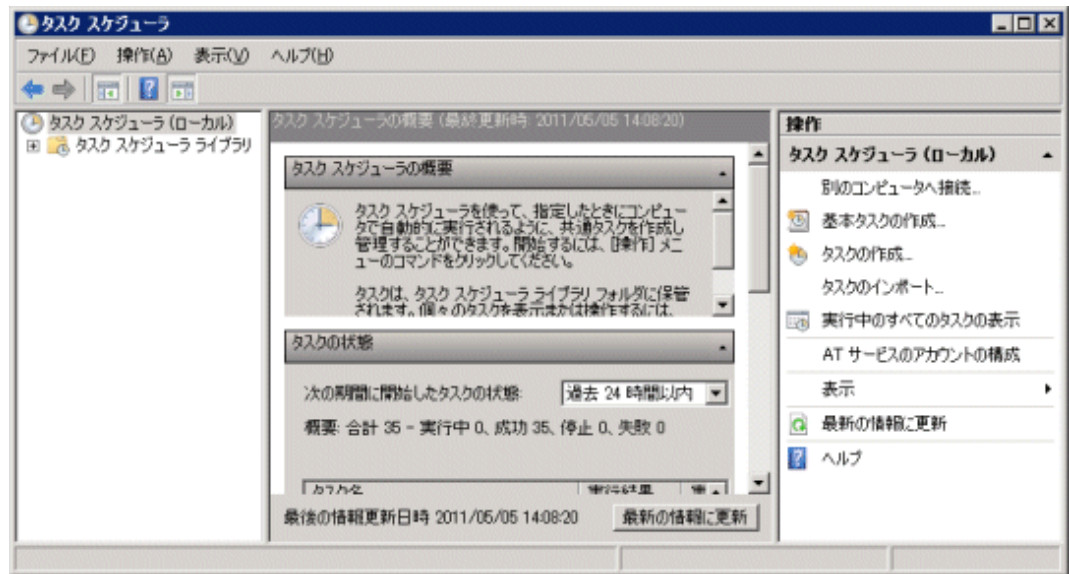 タスク スケジューラ
ファイル(F) 操作(A) 表示(V) ヘルプ(H)
タスク スケジューラ (ローカル)
タスク スケジューラ ライブラリ
タスク スケジューラの概要 (最終更新時: 2011/05/05 14:08:20)
タスク スケジューラの概要
タスク スケジューラを使って、指定したときにコンピュー
タで自動的に実行されるように、共通タスクを作成し
管理することができます。開始するには、[操作] メニ
ューのコマンドをクリックしてください。
タスクは、タスク スケジューラ ライブラリ フォルダに保管
されます。個々のタスクを表示または操作するには、
タスクの状態
次の期間に開始したタスクの状態: 過去 24 時間以内
概要: 合計 35 - 実行中 0、成功 35、停止 0、失敗 0
タスク名 実行結果
最後の情報更新日時 2011/05/05 14:08:20 最新の情報に更新
操作
タスク スケジューラ (ローカル)
別のコンピュータへ接続...
基本タスクの作成...
タスクの作成...
タスクのインポート...
実行中のすべてのタスクの表示
AT サービスのアカウントの構成
表示
最新の情報に更新
ヘルプ